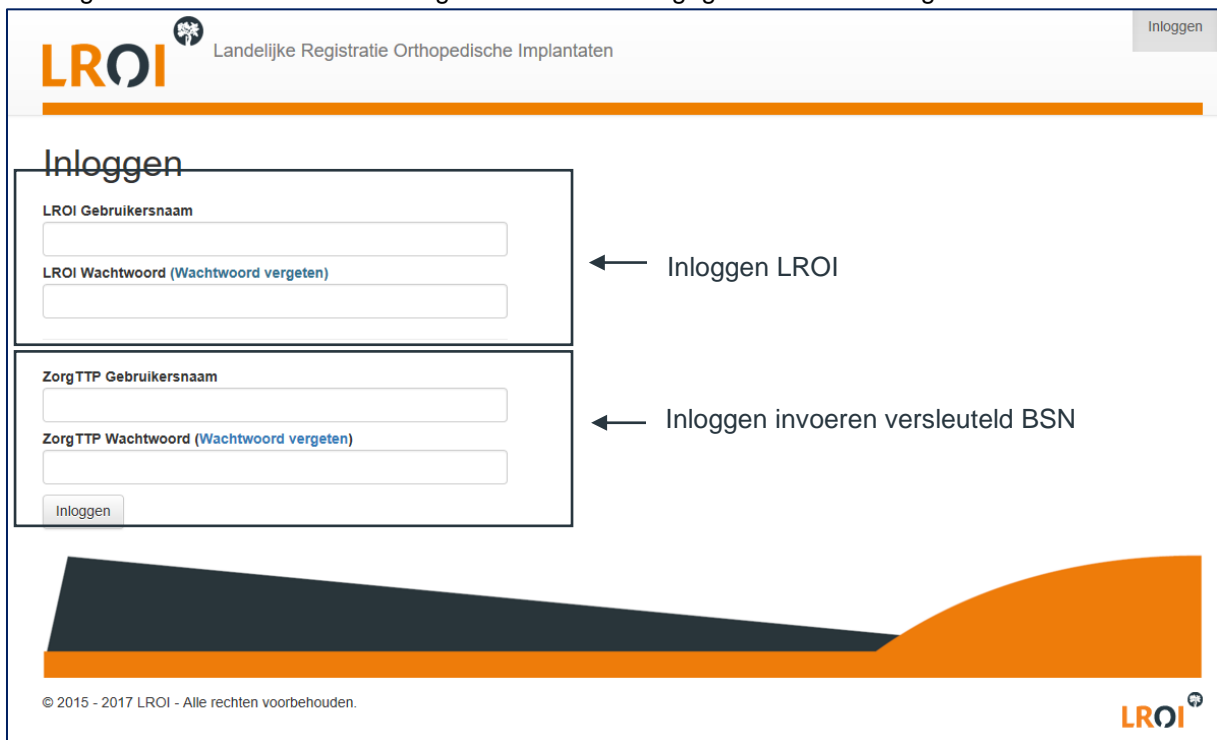 Inloggen
LROI
Landelijke Registratie Orthopedische Implantaten
Inloggen
LROI Gebruikersnaam
LROI Wachtwoord (Wachtwoord vergeten)
Inloggen LROI
ZorgTTP Gebruikersnaam
Inloggen invoeren versleuteld BSN
ZorgTTP Wachtwoord (Wachtwoord vergeten)
Inloggen
© 2015 - 2017 LROI - Alle rechten voorbehouden.
LROI